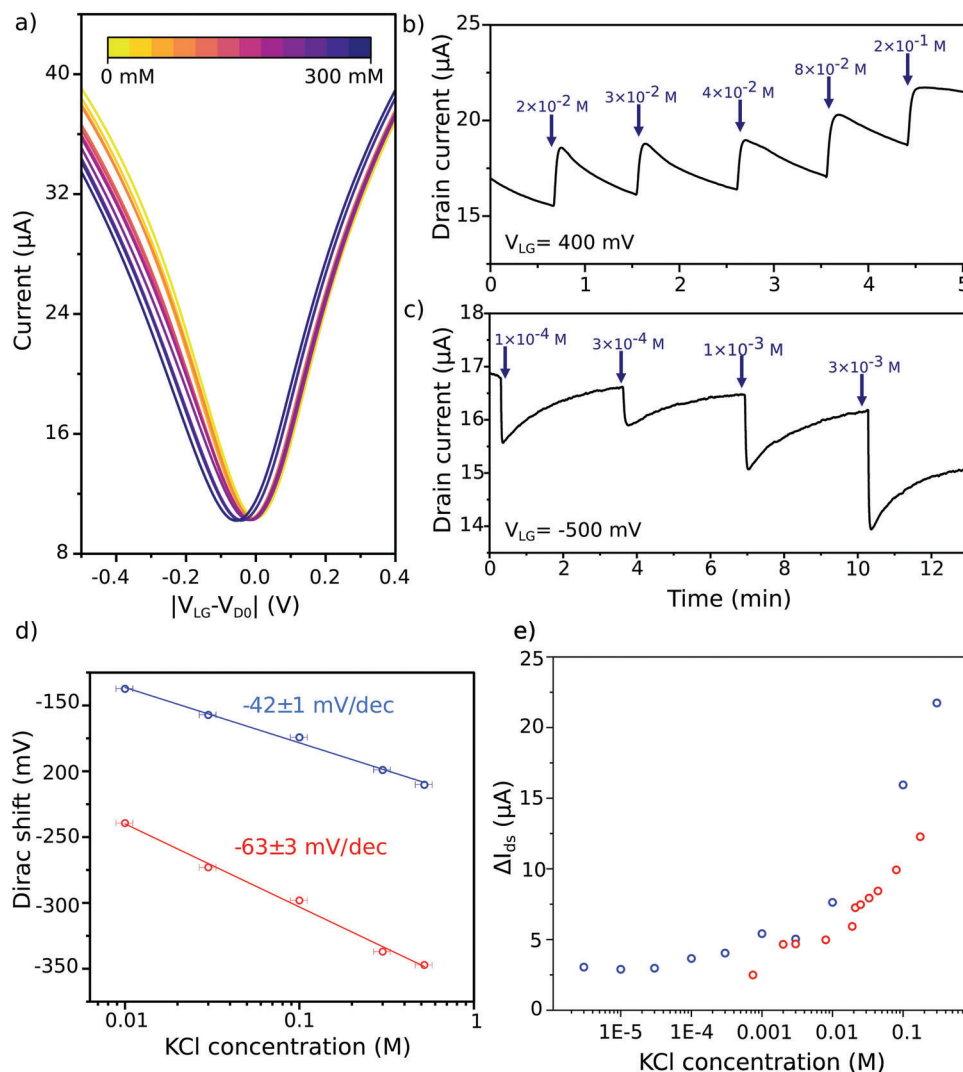 a)
0 mM 300 mM
Current (μA)
40
32
24
16
8
-0.4 -0.2 0.0 0.2 0.4
|V_LG-V_D0| (V)
b)
Drain current (μA)
25
20
15
2×10⁻² M 3×10⁻² M 4×10⁻² M 8×10⁻² M 2×10⁻¹ M
V_LG= 400 mV
0 1 2 3 4 5
c)
Drain current (μA)
18
17
16
15
14
1×10⁻⁴ M 3×10⁻⁴ M 1×10⁻³ M 3×10⁻³ M
V_LG= -500 mV
0 2 4 6 8 10 12
Time (min)
d)
Dirac shift (mV)
-150
200
-250
-300
-350
-42±1 mV/dec
-63±3 mV/dec
0.01 0.1 1
KCl concentration (M)
e)
ΔI_ds (μA)
25
20
15
10
5
0
1E-5 1E-4 0.001 0.01 0.1
KCl concentration (M)